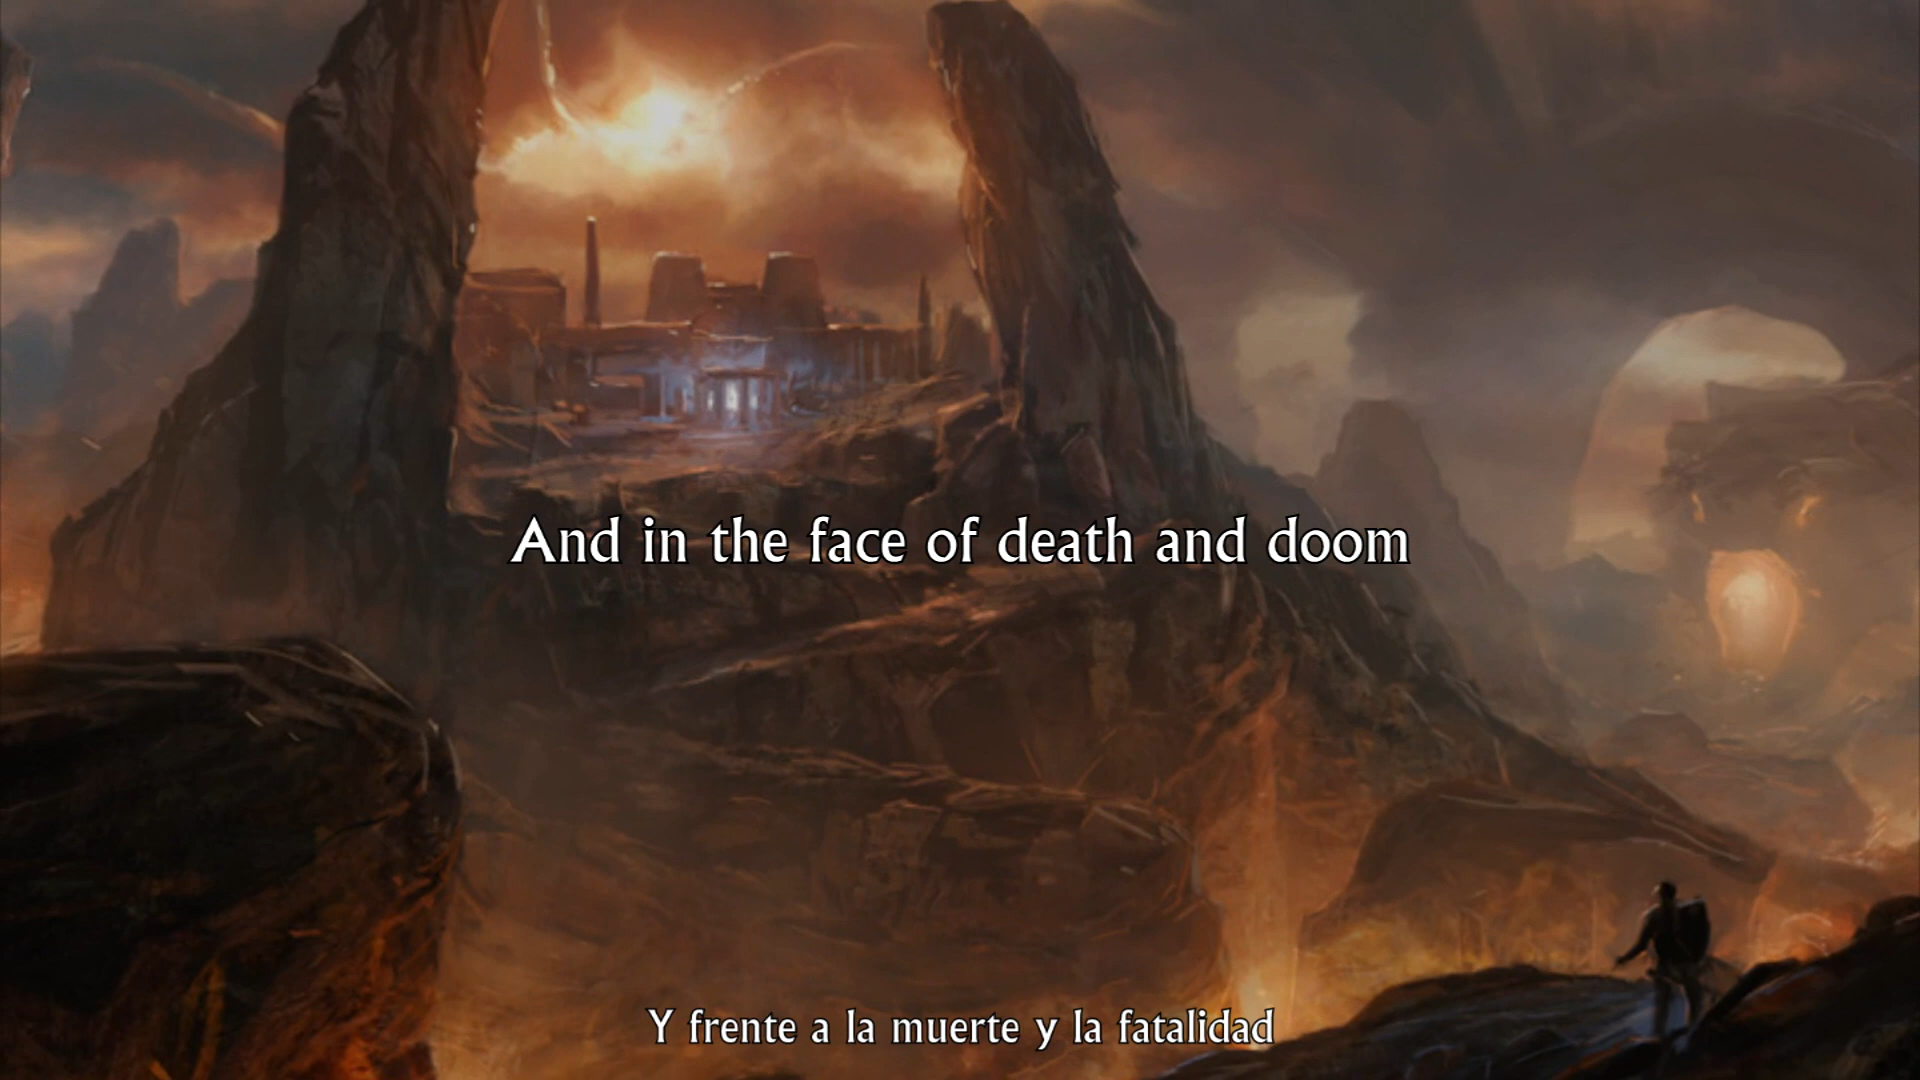 And in the face of death and doom
Y frente a la muerte y la fatalidad